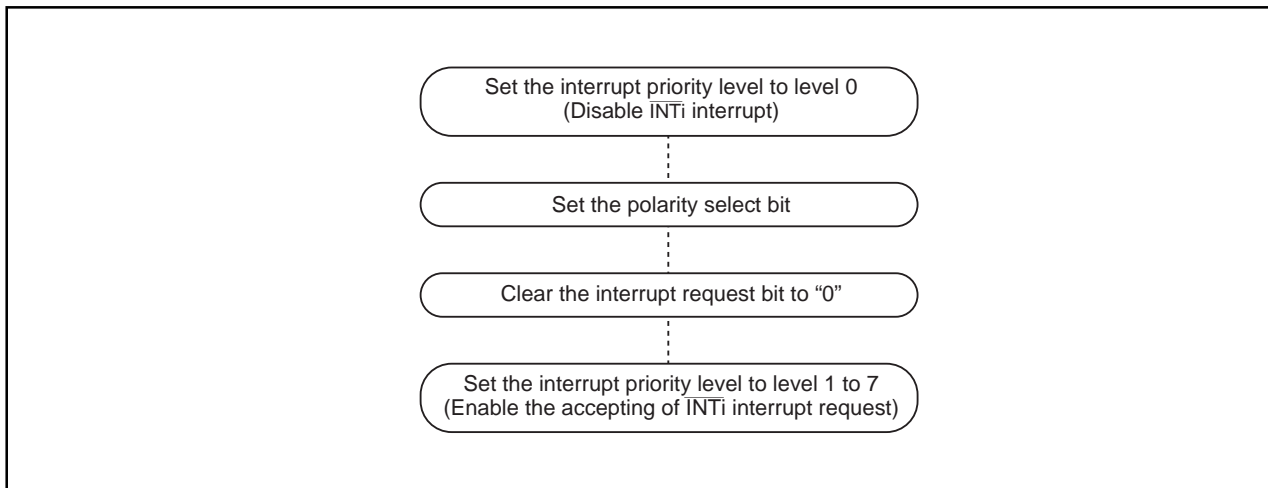 Set the interrupt priority level to level 0
(Disable I̅N̅T̅i interrupt)
Set the polarity select bit
Clear the interrupt request bit to “0”
Set the interrupt priority level to level 1 to 7
(Enable the accepting of I̅N̅T̅i interrupt request)